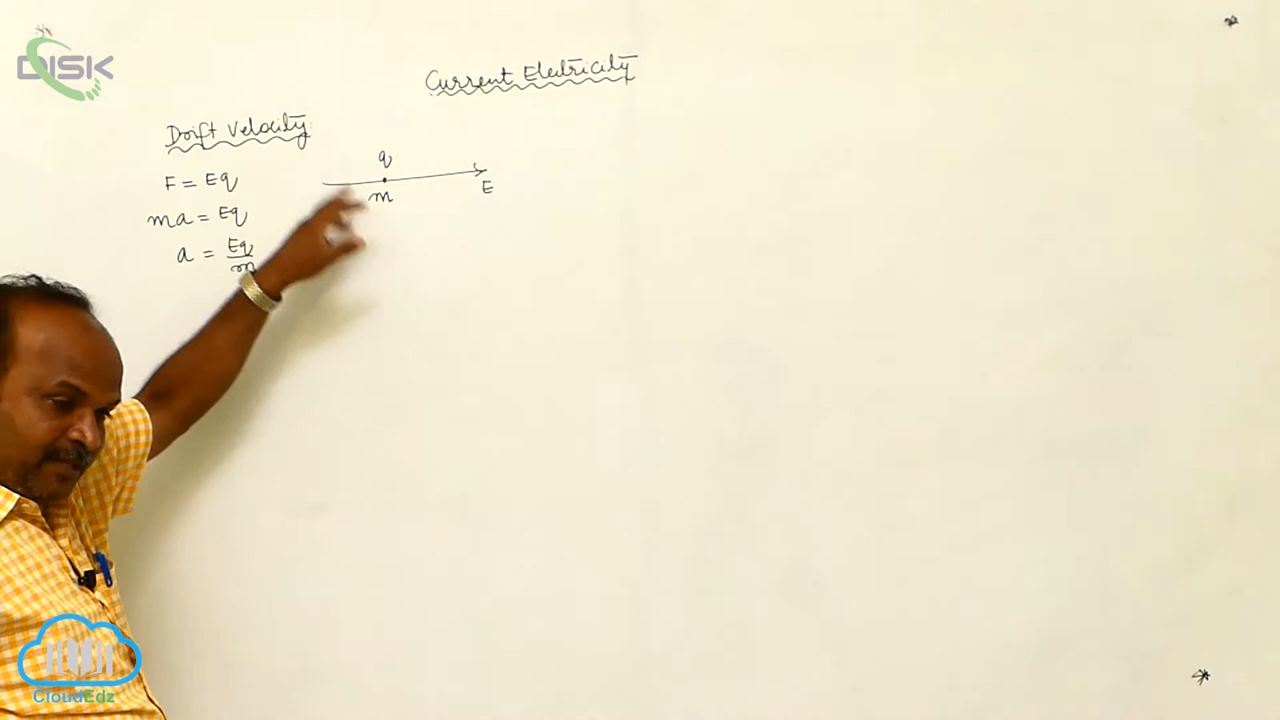 DISK
Current Electricity
Drift Velocity
F = Eq
ma = Eq
a = Eq/m
q
m
E
CloudEdz